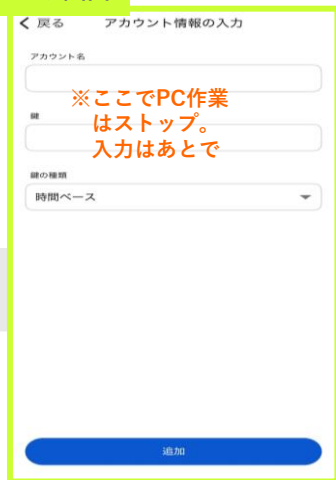 戻る アカウント情報の入力
アカウント名
※ここでPC作業
はストップ。
入力はあとで
鍵
鍵の種類
時間ベース
追加